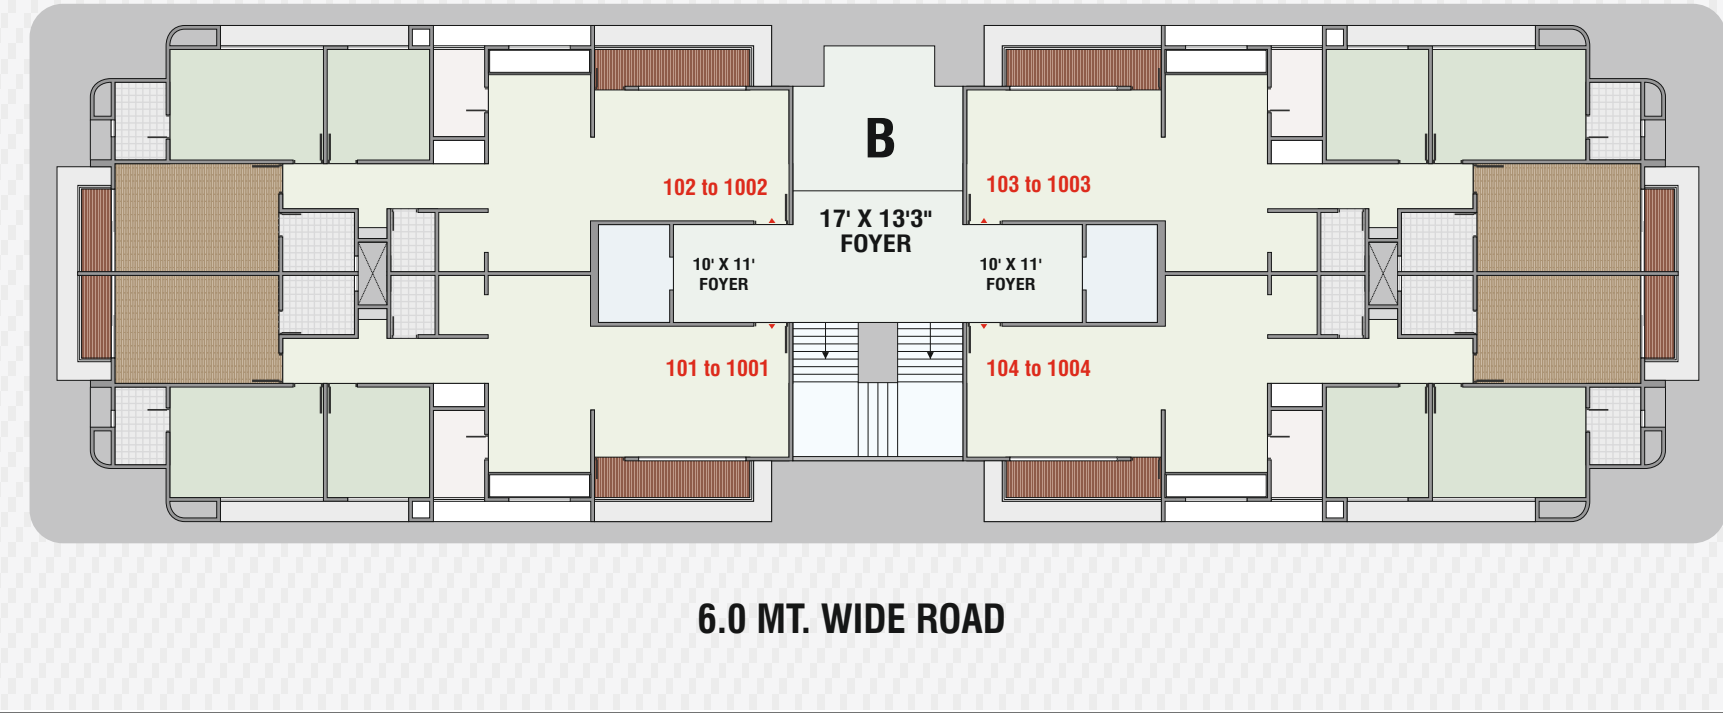 B
102 to 1002
103 to 1003
17' X 13'3"
FOYER
10' X 11'
FOYER
10' X 11'
FOYER
101 to 1001
104 to 1004
6.0 MT. WIDE ROAD